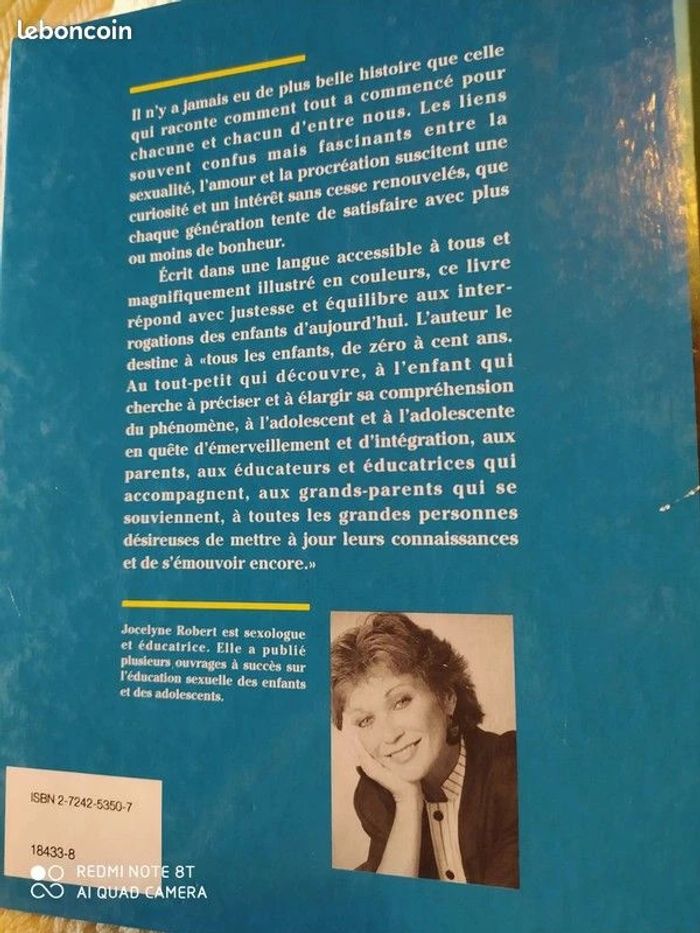 leboncoin
Il n'y a jamais eu de plus belle histoire que celle
qui raconte comment tout a commencé pour
chacune et chacun d'entre nous. Les liens
souvent confus mais fascinants entre la
sexualité, l'amour et la procréation suscitent une
curiosité et un intérêt sans cesse renouvelés, que
chaque génération tente de satisfaire avec plus
ou moins de bonheur.
Écrit dans une langue accessible à tous et
magnifiquement illustré en couleurs, ce livre
répond avec justesse et équilibre aux inter-
rogations des enfants d'aujourd'hui. L'auteur le
destine à «tous les enfants, de zéro à cent ans.
Au tout-petit qui découvre, à l'enfant qui
cherche à préciser et à élargir sa compréhension
du phénomène, à l'adolescent et à l'adolescente
en quête d'émerveillement et d'intégration, aux
parents, aux éducateurs et éducatrices qui
accompagnent, aux grands-parents qui se
souviennent, à toutes les grandes personnes
désireuses de mettre à jour leurs connaissances
et de s'émouvoir encore.»
Jocelyne Robert est sexologue
et éducatrice. Elle a publié
plusieurs ouvrages à succès sur
l'éducation sexuelle des enfants
et des adolescents.
ISBN 2-7242-5350-7
18433-8
REDMI NOTE 8T
AI QUAD CAMERA